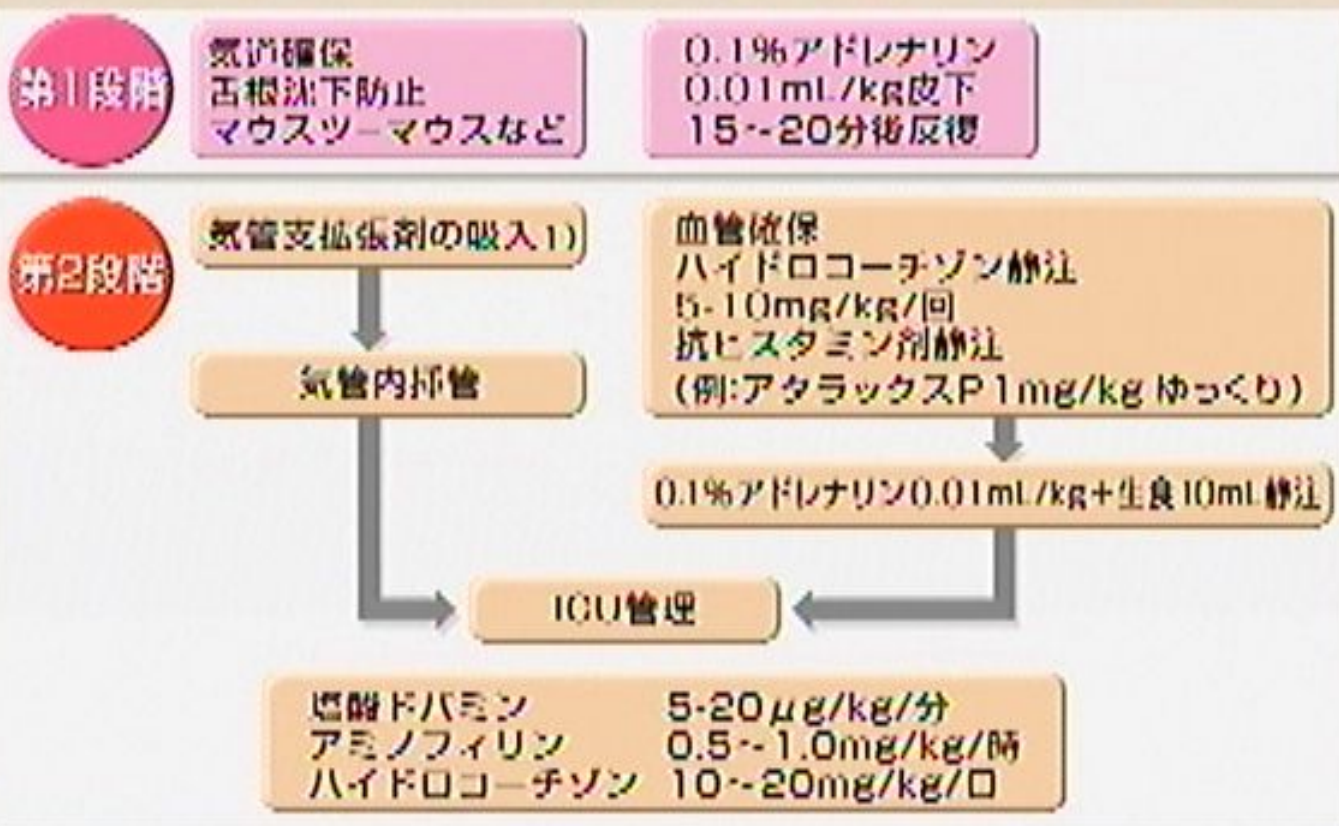 第1段階
気道確保
舌根沈下防止
マウスツーマウスなど
0.1%アドレナリン
0.01mL/kg皮下
15~20分後反復
第2段階
気管支拡張剤の吸入1)
気管内挿管
血管確保
ハイドロコーチゾン静注
5-10mg/kg/回
抗ヒスタミン剤静注
(例:アタラックスP 1mg/kg ゆっくり)
0.1%アドレナリン0.01mL/kg+生食10mL静注
ICU管理
塩酸ドパミン 5-20μg/kg/分
アミノフィリン 0.5~1.0mg/kg/時
ハイドロコーチゾン 10~20mg/kg/日